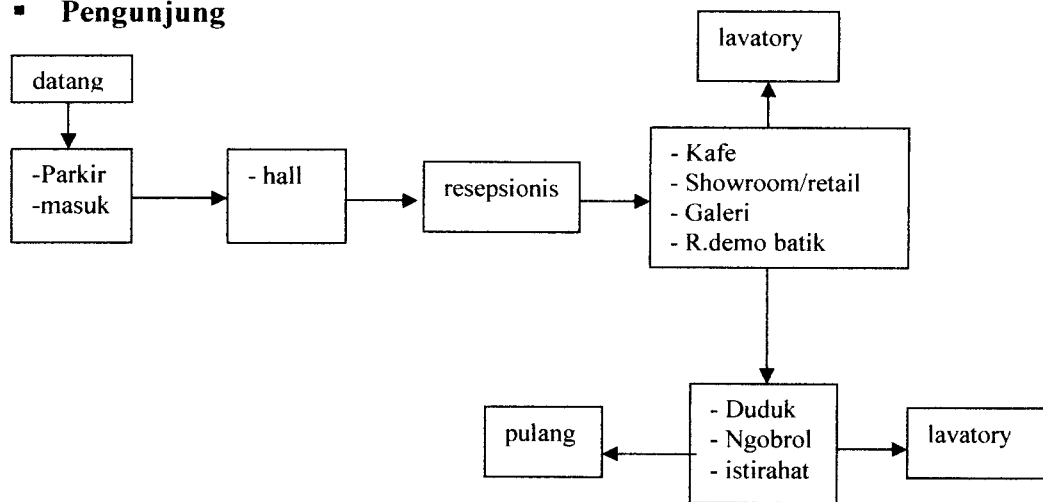 ▪ Pengunjung
datang
-Parkir
-masuk
- hall
resepsionis
- Kafe
- Showroom/retail
- Galeri
- R.demo batik
lavatory
- Duduk
- Ngobrol
- istirahat
lavatory
pulang